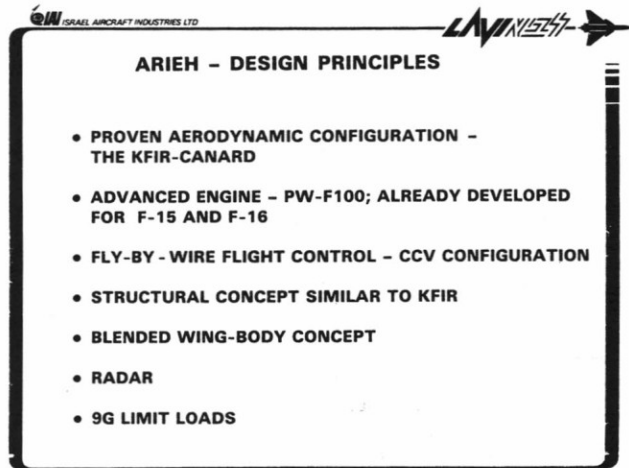 IAI ISRAEL AIRCRAFT INDUSTRIES LTD
LAVI
ARIEH – DESIGN PRINCIPLES
• PROVEN AERODYNAMIC CONFIGURATION –
THE KFIR-CANARD
• ADVANCED ENGINE – PW-F100; ALREADY DEVELOPED
FOR F-15 AND F-16
• FLY-BY-WIRE FLIGHT CONTROL – CCV CONFIGURATION
• STRUCTURAL CONCEPT SIMILAR TO KFIR
• BLENDED WING-BODY CONCEPT
• RADAR
• 9G LIMIT LOADS